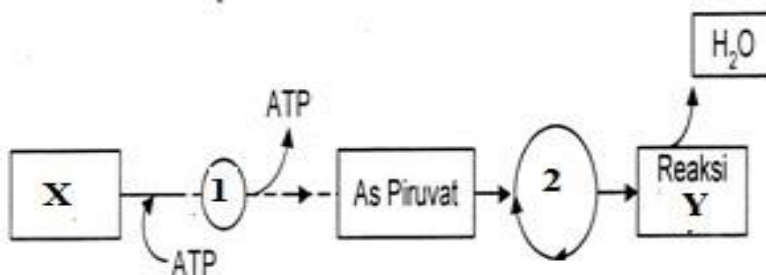 H₂O
ATP
X
1
As Piruvat
2
Reaksi
Y
ATP